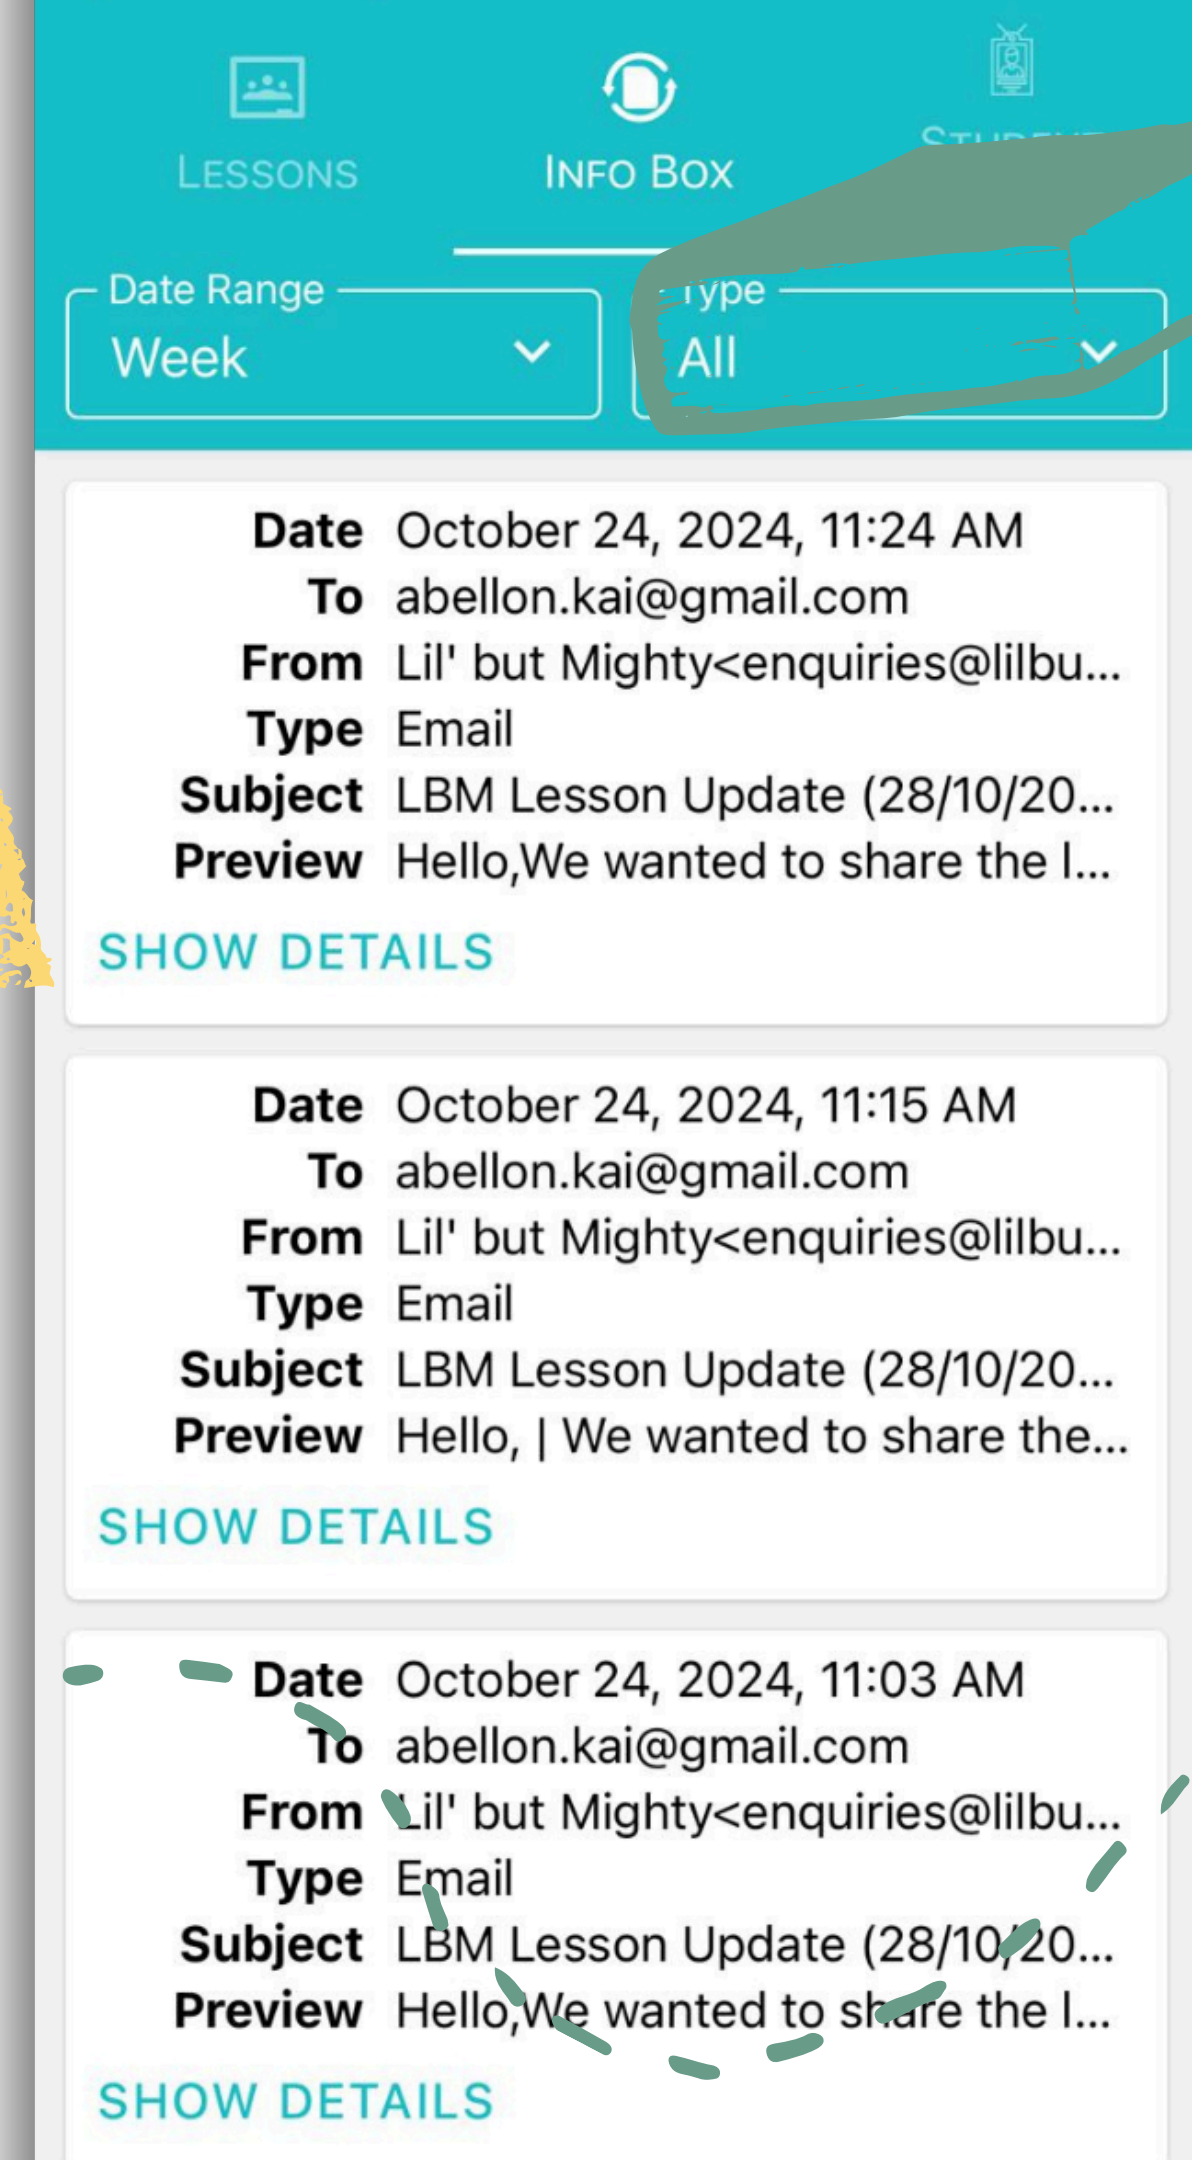 LESSONS
INFO BOX
Date Range
Type
Week
All
Date October 24, 2024, 11:24 AM
To abellon.kai@gmail.com
From Lil' but Mighty<enquiries@lilbu...
Type Email
Subject LBM Lesson Update (28/10/20...
Preview Hello,We wanted to share the l...
SHOW DETAILS
Date October 24, 2024, 11:15 AM
To abellon.kai@gmail.com
From Lil' but Mighty<enquiries@lilbu...
Type Email
Subject LBM Lesson Update (28/10/20...
Preview Hello, | We wanted to share the...
SHOW DETAILS
Date October 24, 2024, 11:03 AM
To abellon.kai@gmail.com
From Lil' but Mighty<enquiries@lilbu...
Type Email
Subject LBM Lesson Update (28/10/20...
Preview Hello,We wanted to share the l...
SHOW DETAILS